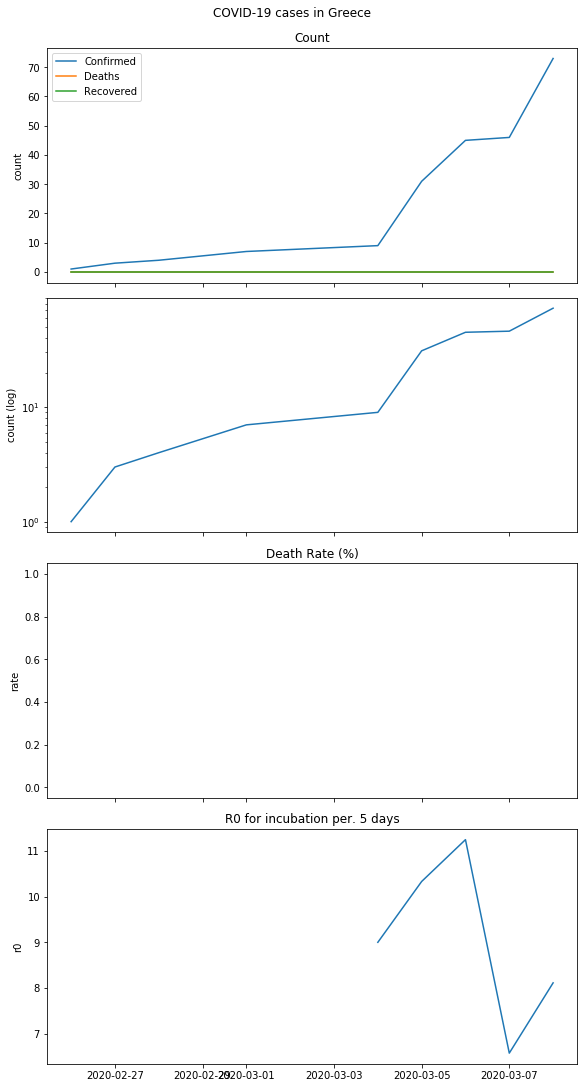 COVID-19 cases in Greece
Count
Confirmed
Deaths
Recovered
70
60
50
40
30
20
10
0
count
10¹
10⁰
count (log)
Death Rate (%)
1.0
0.8
0.6
0.4
0.2
0.0
rate
R0 for incubation per. 5 days
11
10
9
8
7
r0
2020-02-27 2020-02-29 2020-03-01 2020-03-03 2020-03-05 2020-03-07